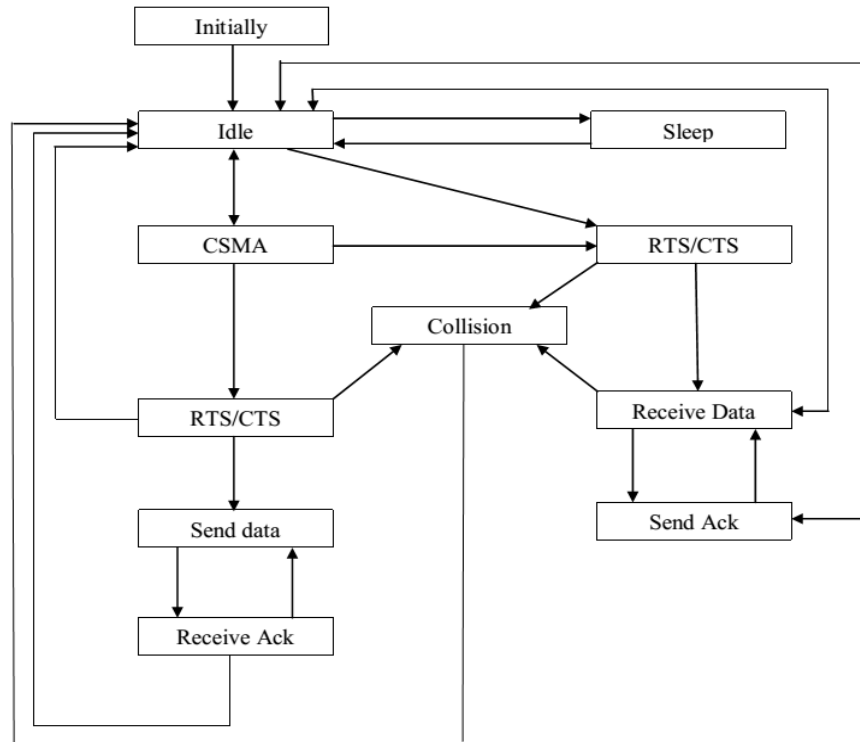 Initially
Idle
Sleep
CSMA
RTS/CTS
Collision
RTS/CTS
Receive Data
Send data
Send Ack
Receive Ack